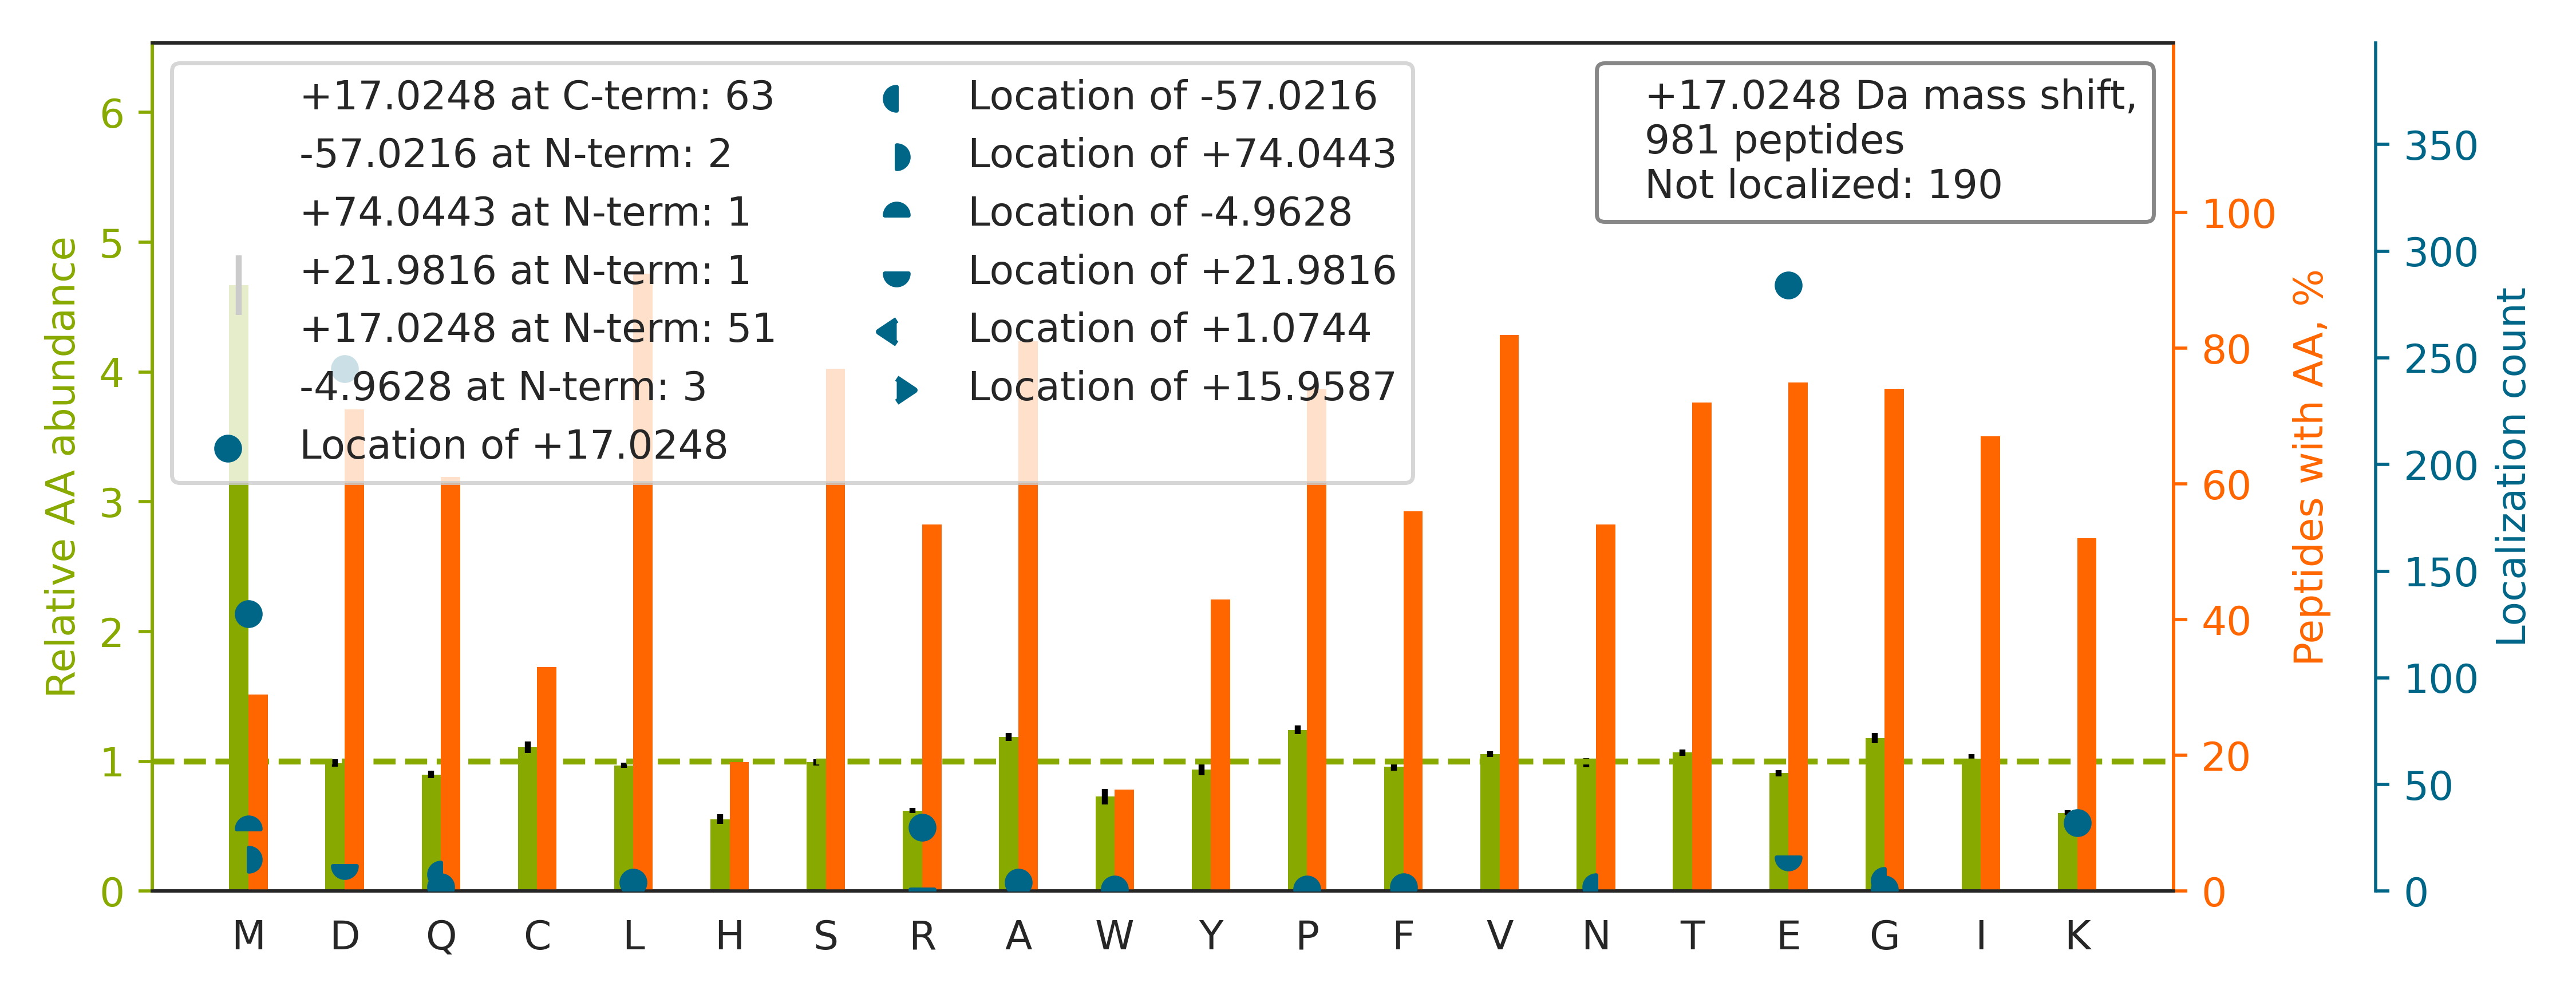 +17.0248 at C-term: 63
-57.0216 at N-term: 2
+74.0443 at N-term: 1
+21.9816 at N-term: 1
+17.0248 at N-term: 51
-4.9628 at N-term: 3
Location of +17.0248
Location of -57.0216
Location of +74.0443
Location of -4.9628
Location of +21.9816
Location of +1.0744
Location of +15.9587
+17.0248 Da mass shift,
981 peptides
Not localized: 190
Relative AA abundance
6
5
4
3
2
1
0
M D Q C L H S R A W Y P F V N T E G I K
100
80
60
40
20
0
Peptides with AA, %
350
300
250
200
150
100
50
0
Localization count